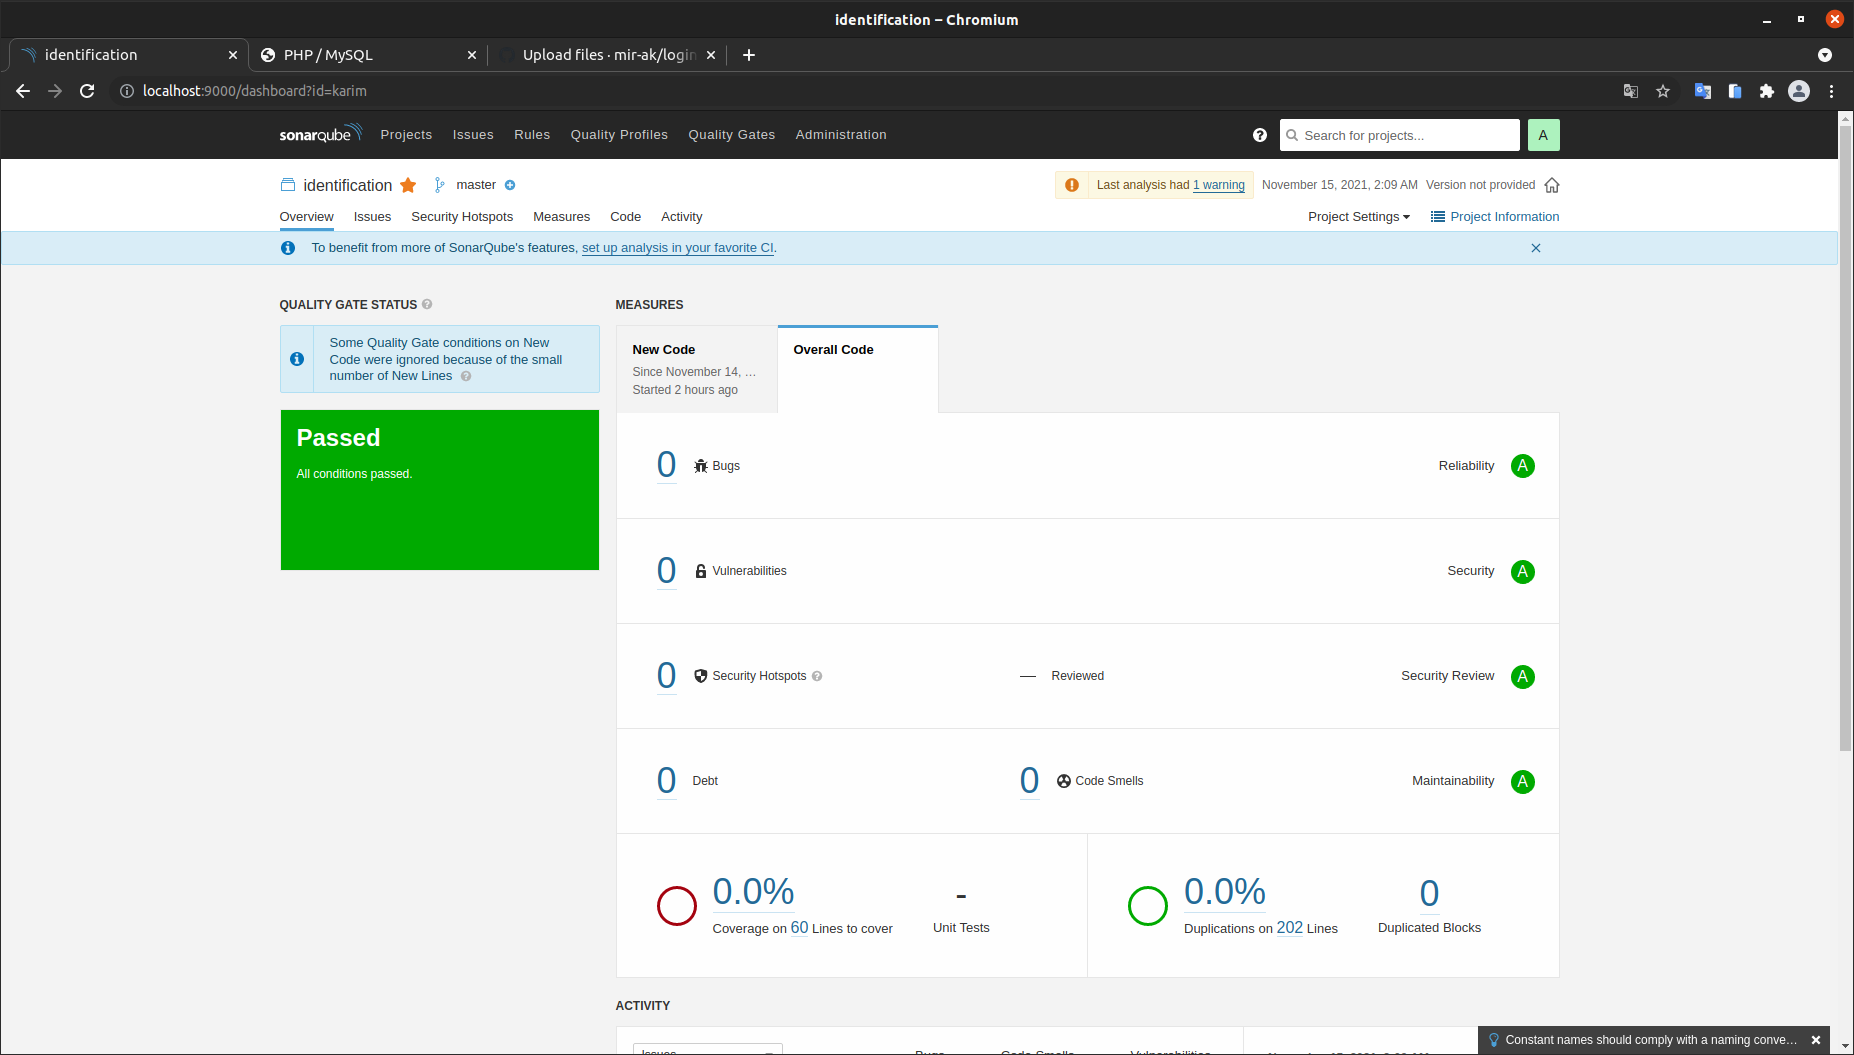 identification – Chromium
identification
PHP / MySQL
Upload files · mir-ak/login
localhost:9000/dashboard?id=karim
sonarqube Projects Issues Rules Quality Profiles Quality Gates Administration
Search for projects...
A
identification
master
Last analysis had 1 warning
November 15, 2021, 2:09 AM Version not provided
Overview Issues Security Hotspots Measures Code Activity
Project Settings
Project Information
To benefit from more of SonarQube's features, set up analysis in your favorite CI.
QUALITY GATE STATUS
Some Quality Gate conditions on New
Code were ignored because of the small
number of New Lines
Passed
All conditions passed.
MEASURES
New Code
Since November 14, ...
Started 2 hours ago
Overall Code
0 Bugs
Reliability A
0 Vulnerabilities
Security A
0 Security Hotspots
— Reviewed
Security Review A
0 Debt
0 Code Smells
Maintainability A
0.0%
Coverage on 60 Lines to cover
-
Unit Tests
0.0%
Duplications on 202 Lines
0
Duplicated Blocks
ACTIVITY
Issues
Bugs Code Smells Vulnerabilities
Constant names should comply with a naming conve...